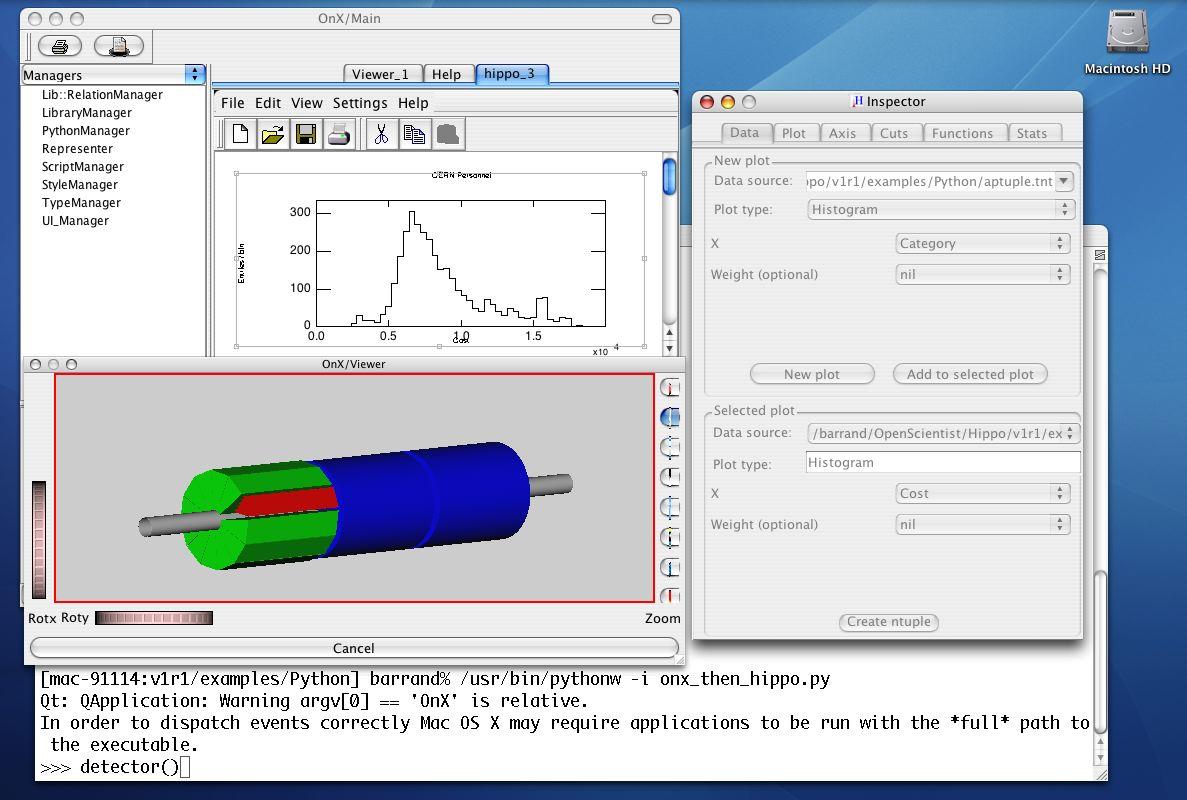 OnX/Main
Managers
Lib::RelationManager
LibraryManager
PythonManager
Representer
ScriptManager
StyleManager
TypeManager
UI_Manager
Viewer_1 Help hippo_3
File Edit View Settings Help
CERN Personnel
Entries/bin
300
200
100
0
0.0 0.5 1.0 1.5
Cost
x10 4
Macintosh HD
H Inspector
Data Plot Axis Cuts Functions Stats
New plot
Data source: ppo/v1r1/examples/Python/aptuple.tnt
Plot type: Histogram
X Category
Weight (optional) nil
New plot Add to selected plot
Selected plot
Data source: /barrand/OpenScientist/Hippo/v1r1/ex
Plot type: Histogram
X Cost
Weight (optional) nil
Create ntuple
OnX/Viewer
Rotx Roty Zoom
Cancel
[mac-91114:v1r1/examples/Python] barrand% /usr/bin/pythonw -i onx_then_hippo.py
Qt: QApplication: Warning argv[0] == 'OnX' is relative.
In order to dispatch events correctly Mac OS X may require applications to be run with the *full* path to
the executable.
>>> detector()